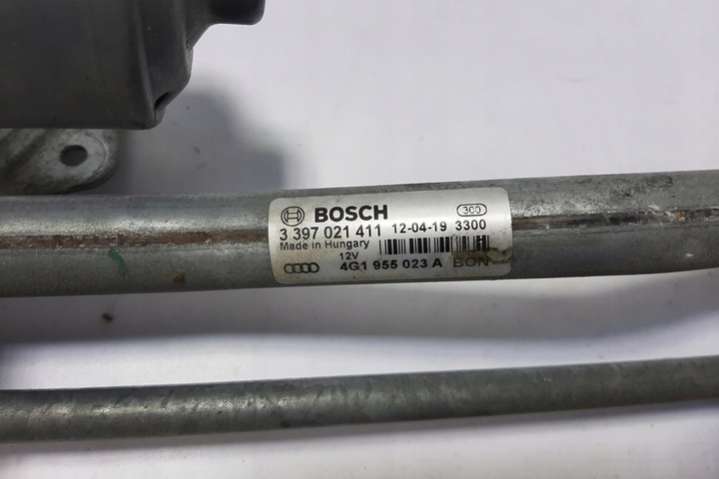 BOSCH 300
3 397 021 411 12-04-19 3300
Made in Hungary H
12V
4G1 955 023 A BON